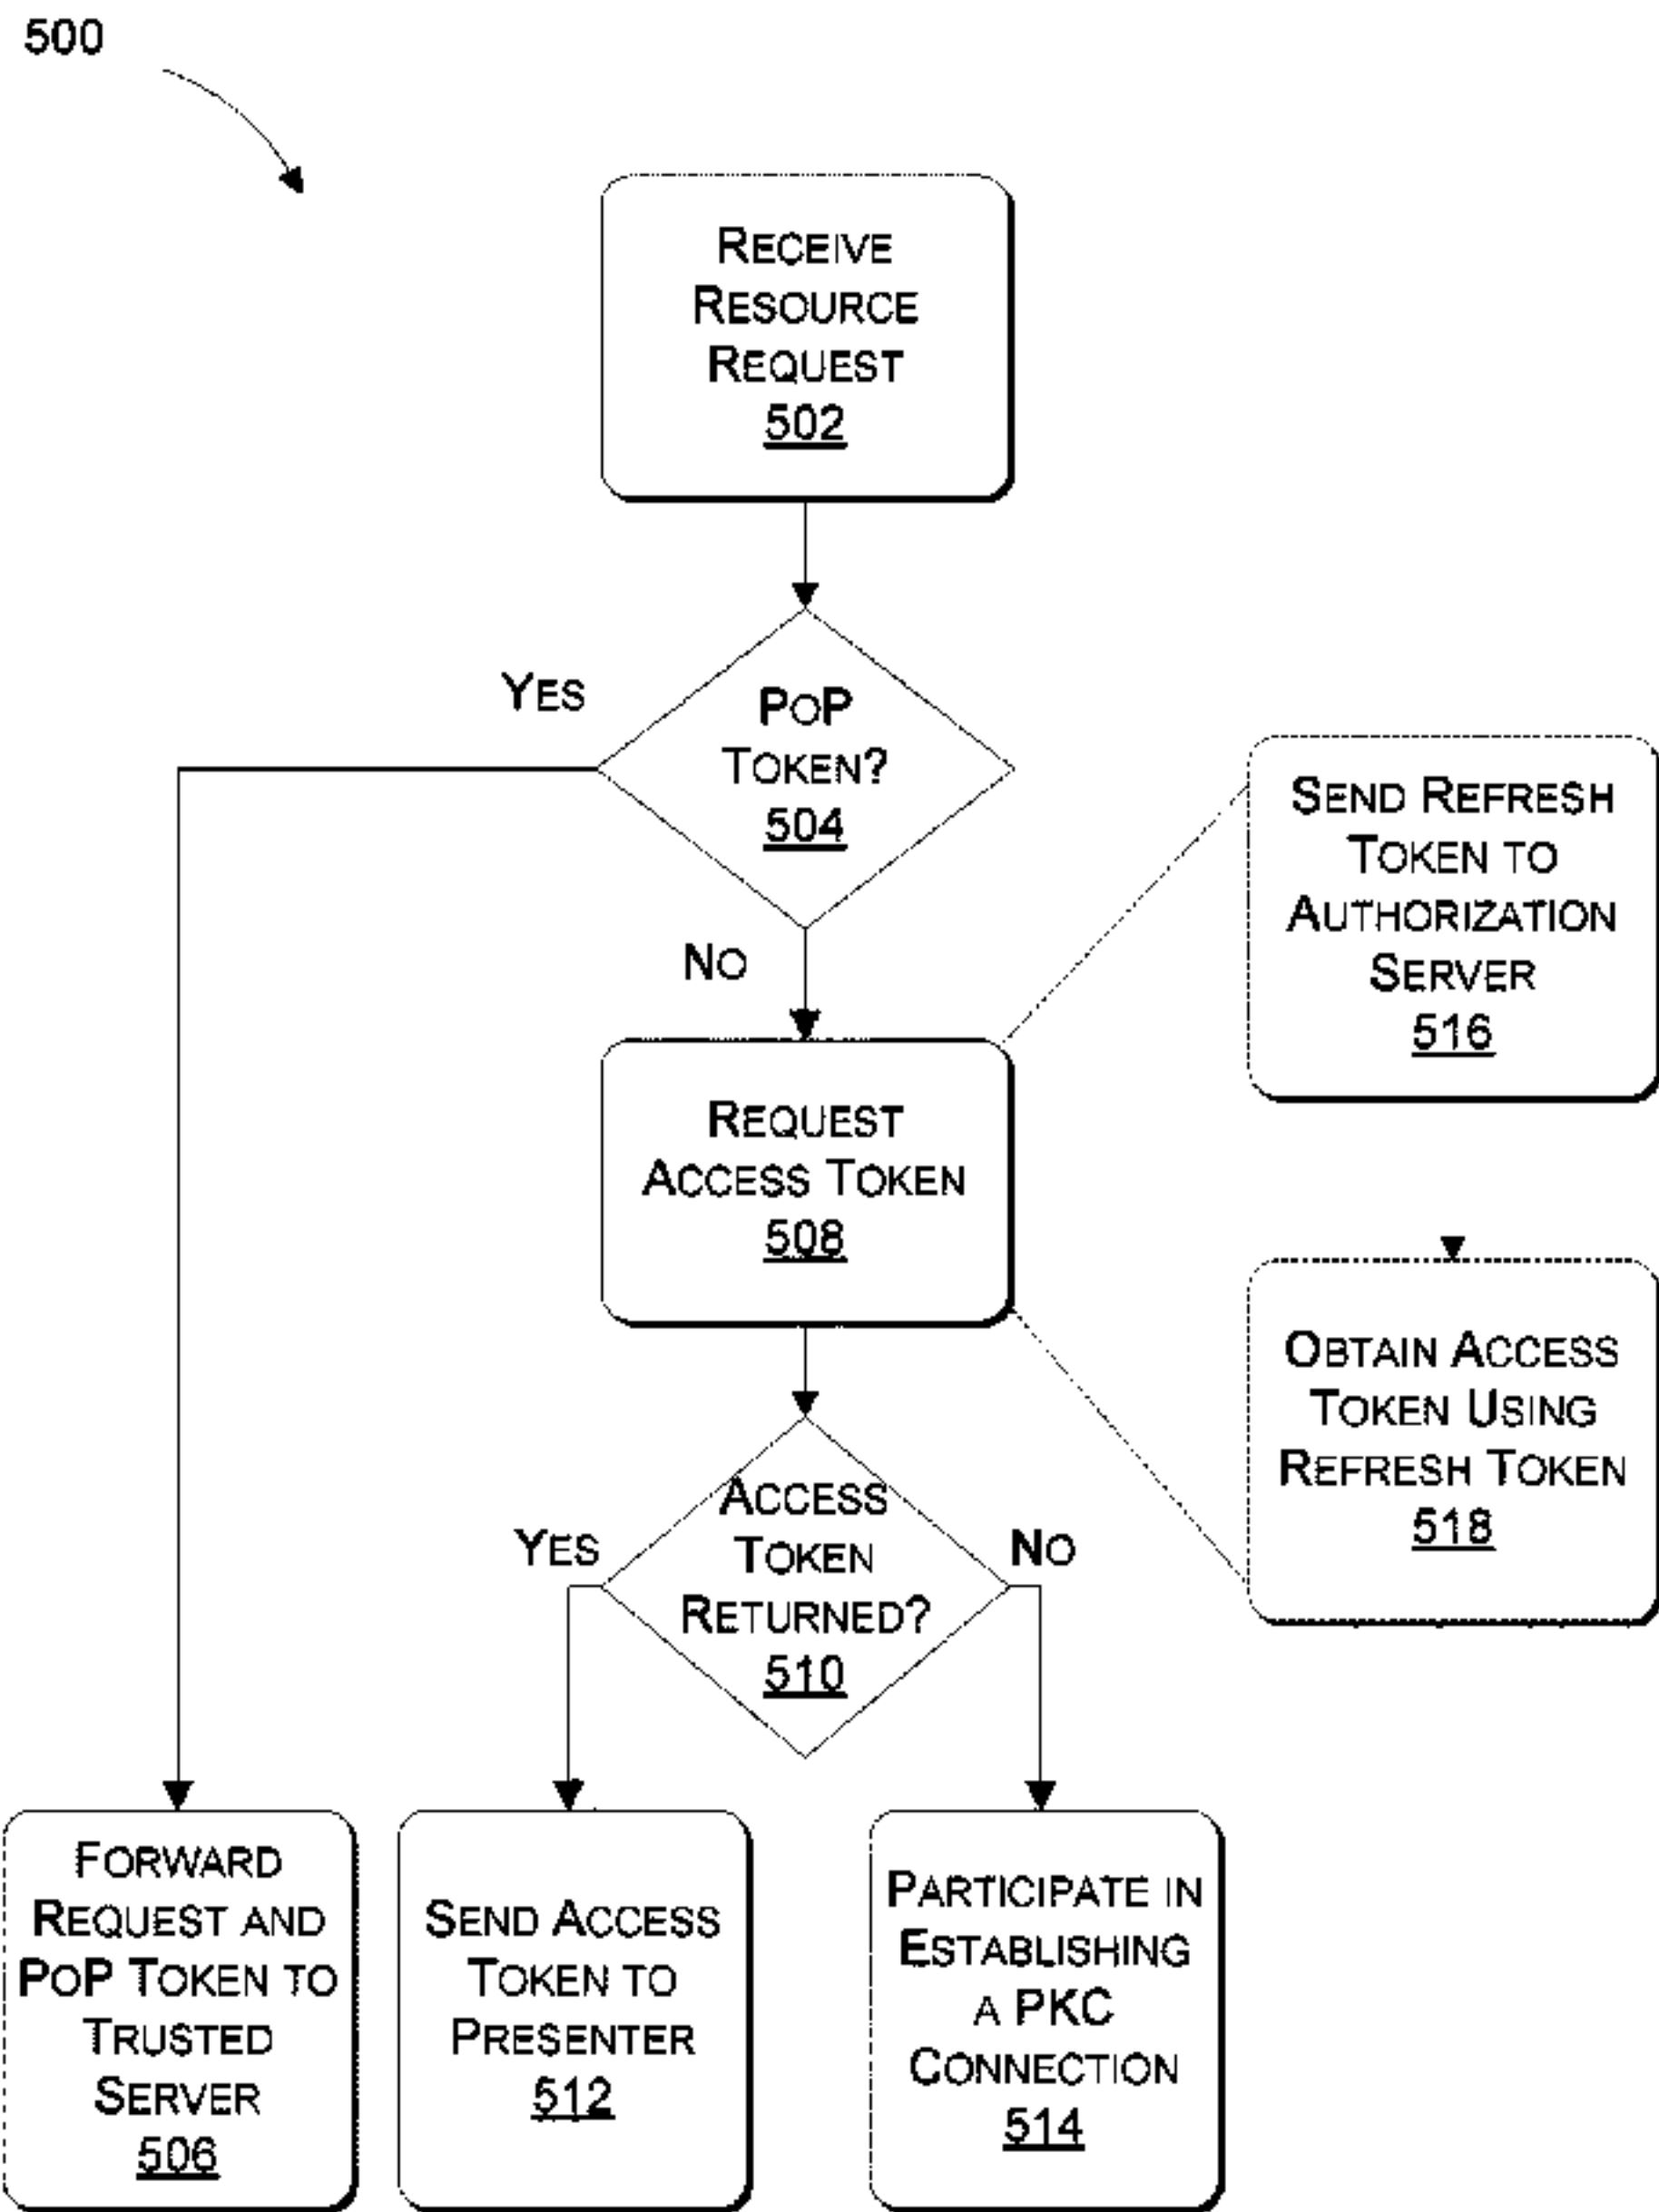 500
RECEIVE
RESOURCE
REQUEST
502
YES
POP
TOKEN?
504
NO
SEND REFRESH
TOKEN TO
AUTHORIZATION
SERVER
516
REQUEST
ACCESS TOKEN
508
OBTAIN ACCESS
TOKEN USING
REFRESH TOKEN
518
YES
ACCESS
TOKEN
RETURNED?
510
NO
FORWARD
REQUEST AND
POP TOKEN TO
TRUSTED
SERVER
506
SEND ACCESS
TOKEN TO
PRESENTER
512
PARTICIPATE IN
ESTABLISHING
A PKC
CONNECTION
514